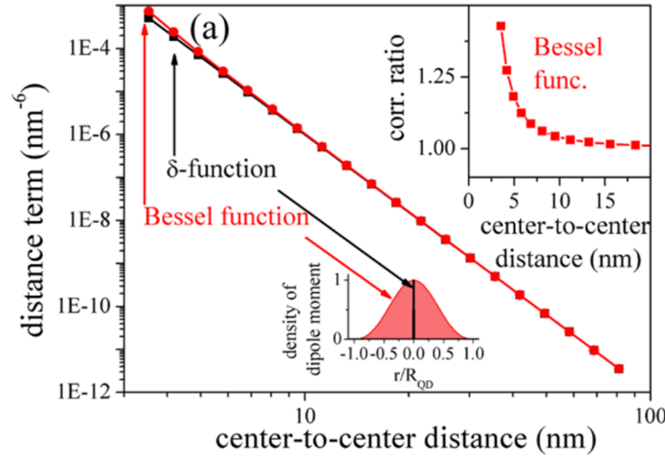 (a)
1E-4
1E-6
1E-8
1E-10
1E-12
distance term (nm⁻⁶)
δ-function
Bessel function
10
100
center-to-center distance (nm)
Bessel
func.
1.25
1.00
corr. ratio
0
5
10
15
center-to-center
distance (nm)
density of
dipole moment
1
0
-1.0
-0.5
0.0
0.5
1.0
r/R_QD